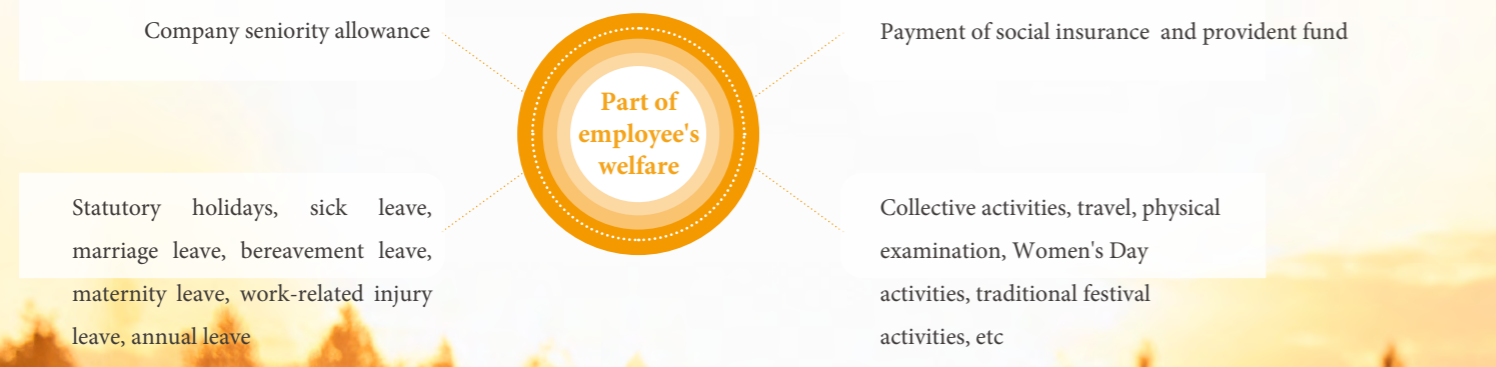 Company seniority allowance
Payment of social insurance and provident fund
Part of
employee's
welfare
Statutory holidays, sick leave,
marriage leave, bereavement leave,
maternity leave, work-related injury
leave, annual leave
Collective activities, travel, physical
examination, Women's Day
activities, traditional festival
activities, etc